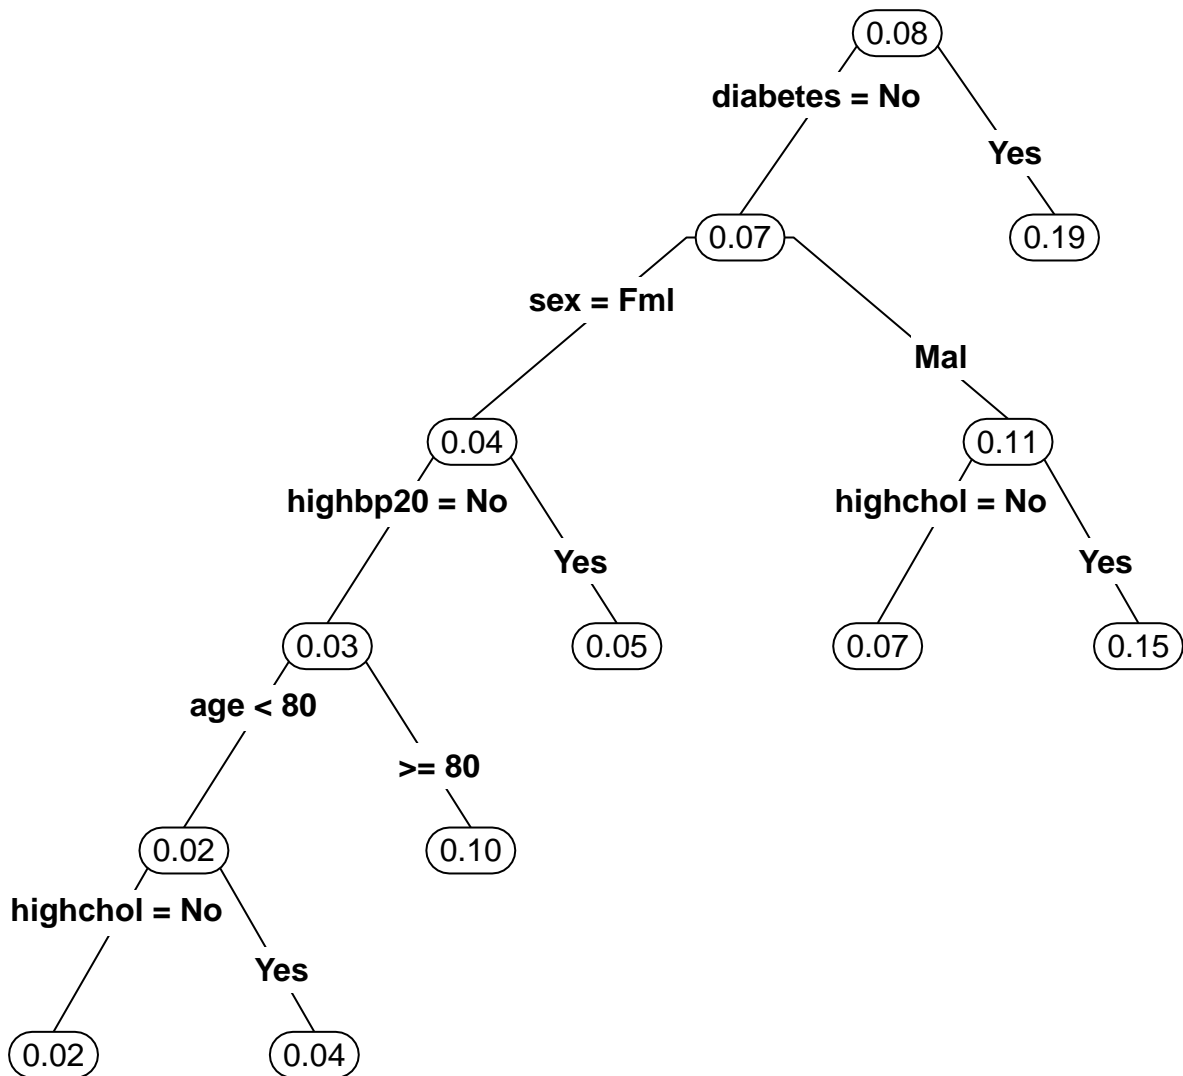 0.08
diabetes = No
Yes
0.07
0.19
sex = Fml
Mal
0.04
0.11
highbp20 = No
highchol = No
Yes
Yes
0.03
0.05
0.07
0.15
age < 80
>= 80
0.02
0.10
highchol = No
Yes
0.02
0.04